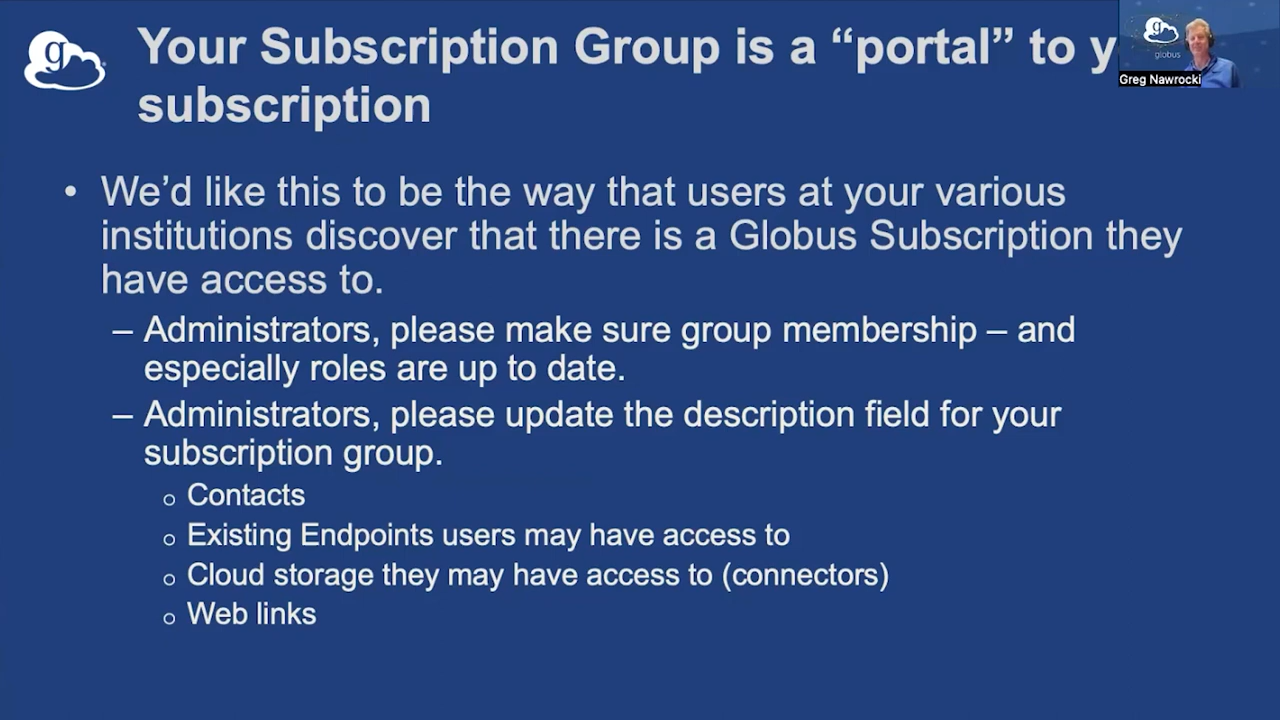 Your Subscription Group is a “portal” to y
subscription
globus
Greg Nawrocki
• We’d like this to be the way that users at your various
institutions discover that there is a Globus Subscription they
have access to.
– Administrators, please make sure group membership – and
especially roles are up to date.
– Administrators, please update the description field for your
subscription group.
o Contacts
o Existing Endpoints users may have access to
o Cloud storage they may have access to (connectors)
o Web links